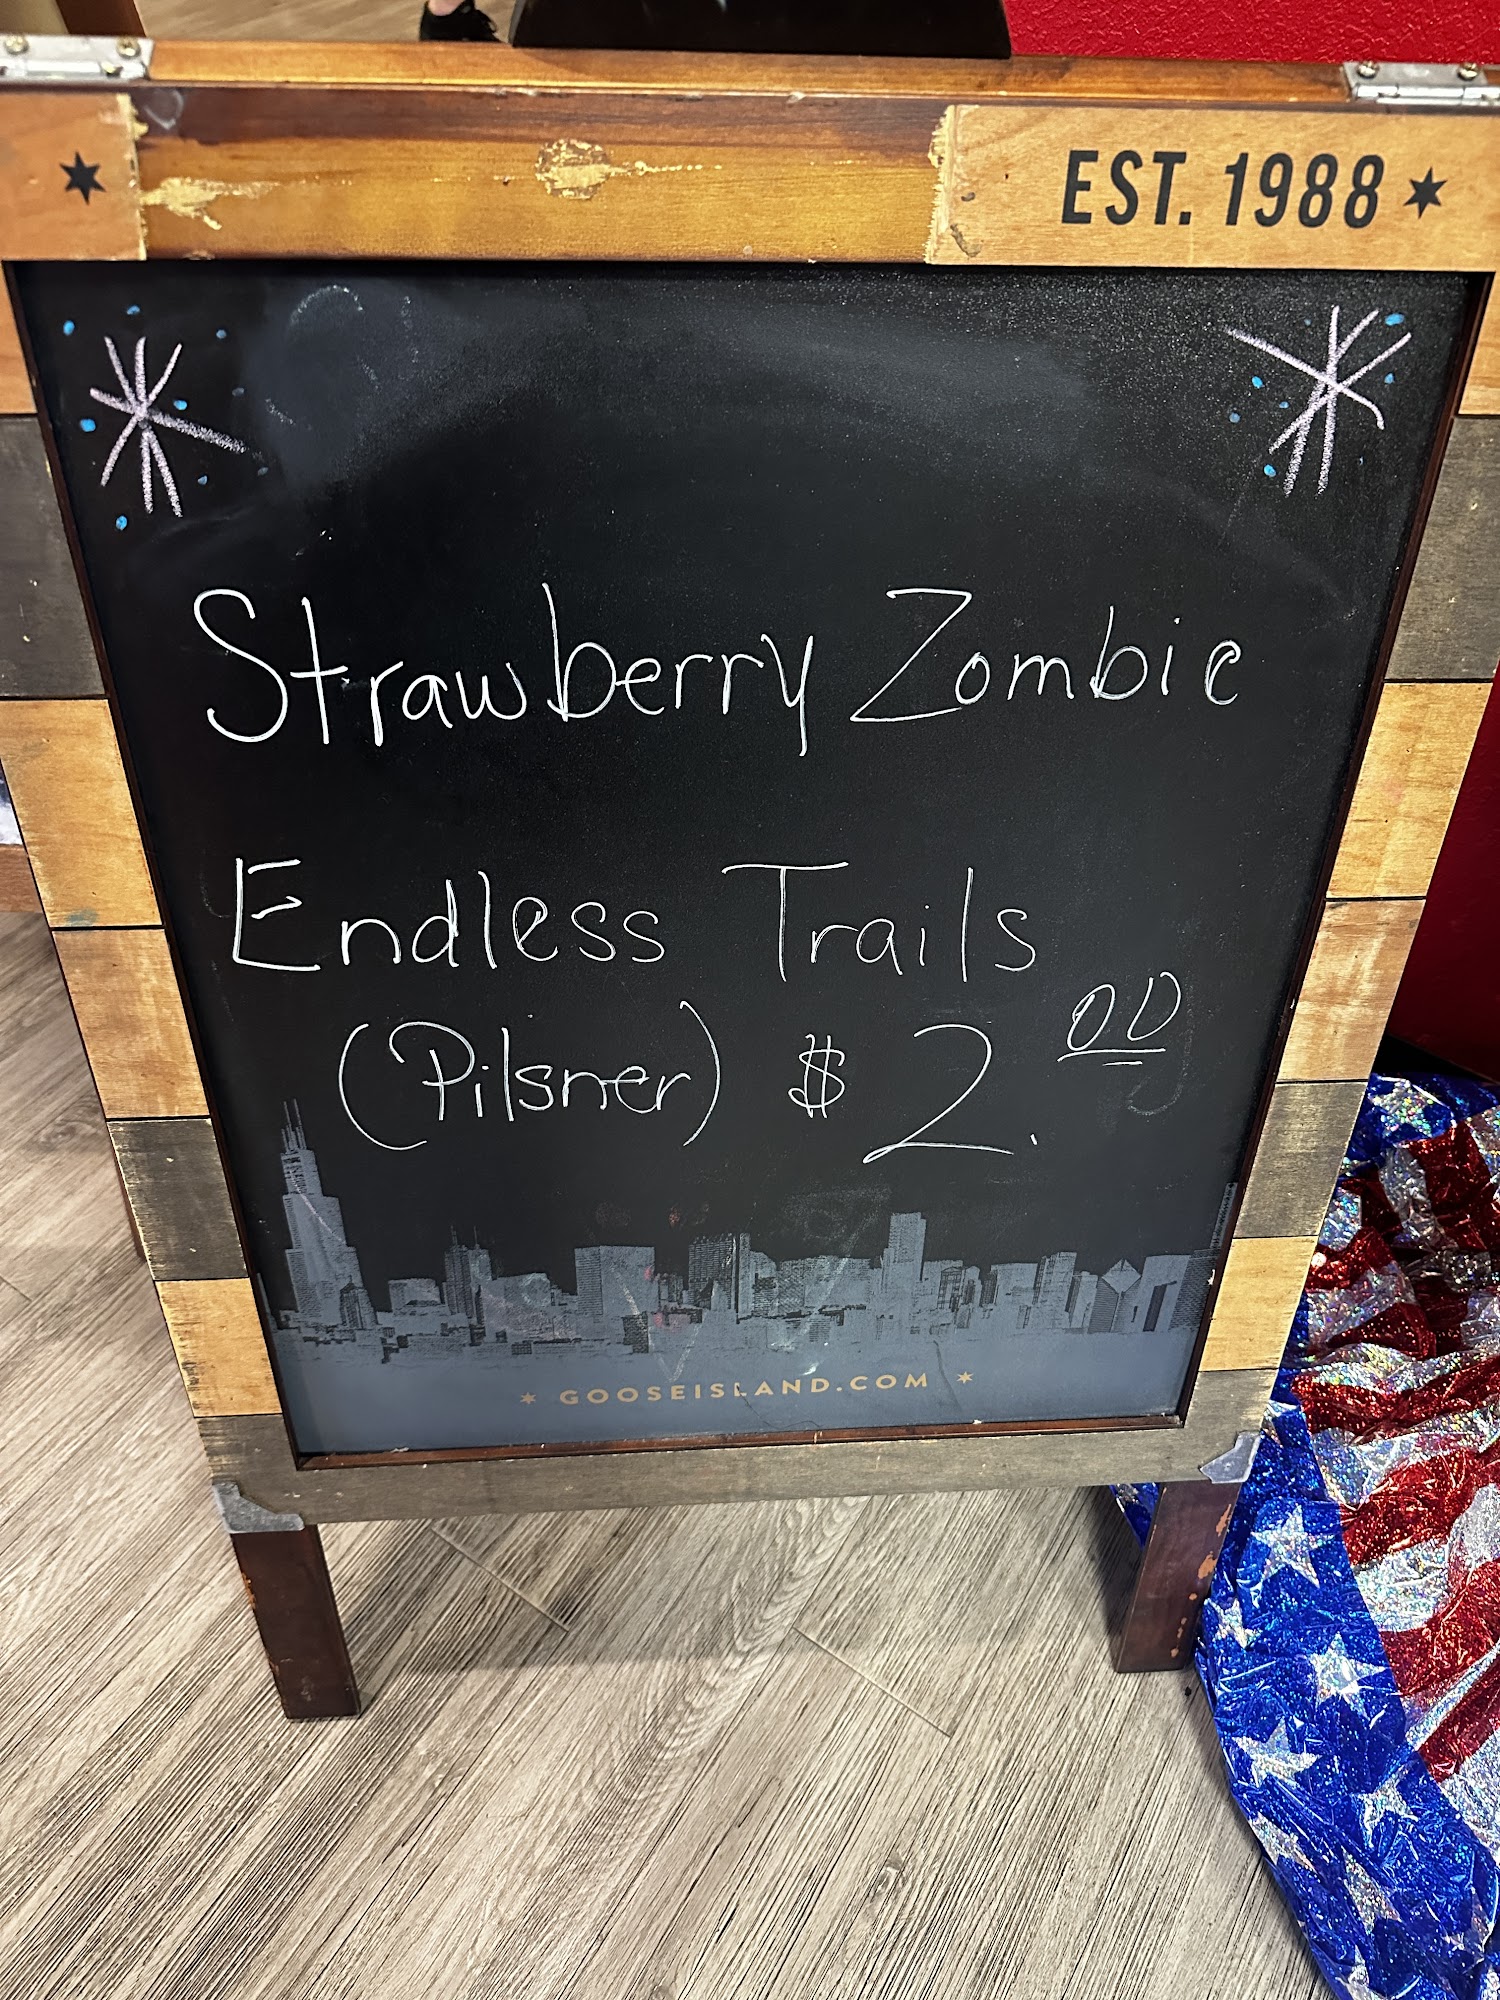 EST. 1988
Strawberry Zombie
Endless Trails
(Pilsner) $2.00
GOOSEISLAND.COM